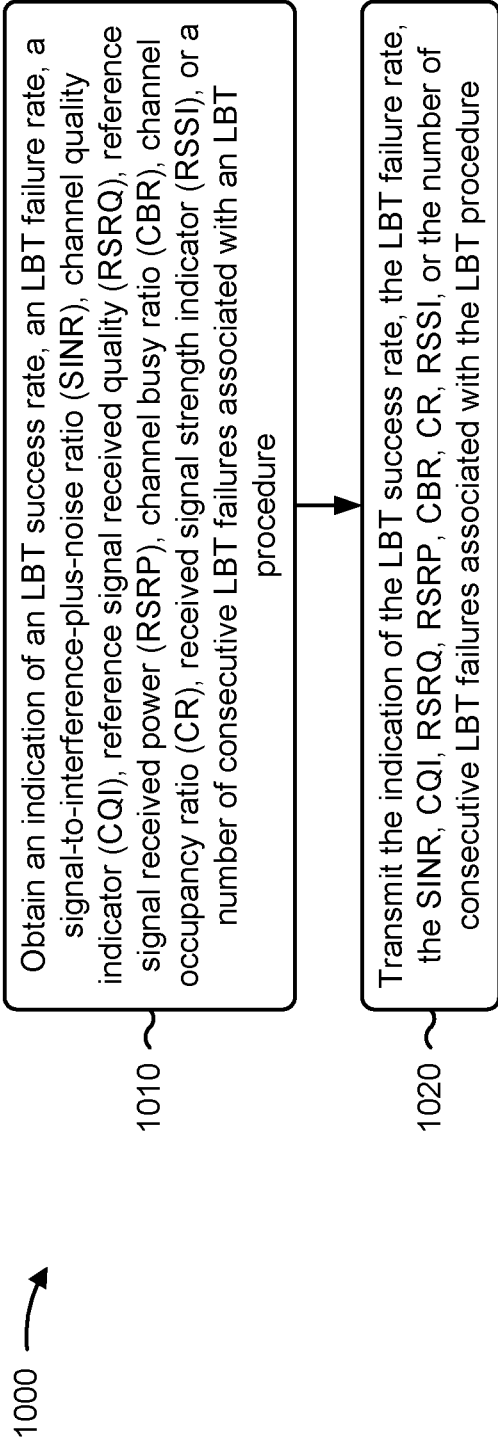 1000
1010
Obtain an indication of an LBT success rate, an LBT failure rate, a
signal-to-interference-plus-noise ratio (SINR), channel quality
indicator (CQI), reference signal received quality (RSRQ), reference
signal received power (RSRP), channel busy ratio (CBR), channel
occupancy ratio (CR), received signal strength indicator (RSSI), or a
number of consecutive LBT failures associated with an LBT
procedure
1020
Transmit the indication of the LBT success rate, the LBT failure rate,
the SINR, CQI, RSRQ, RSRP, CBR, CR, RSSI, or the number of
consecutive LBT failures associated with the LBT procedure